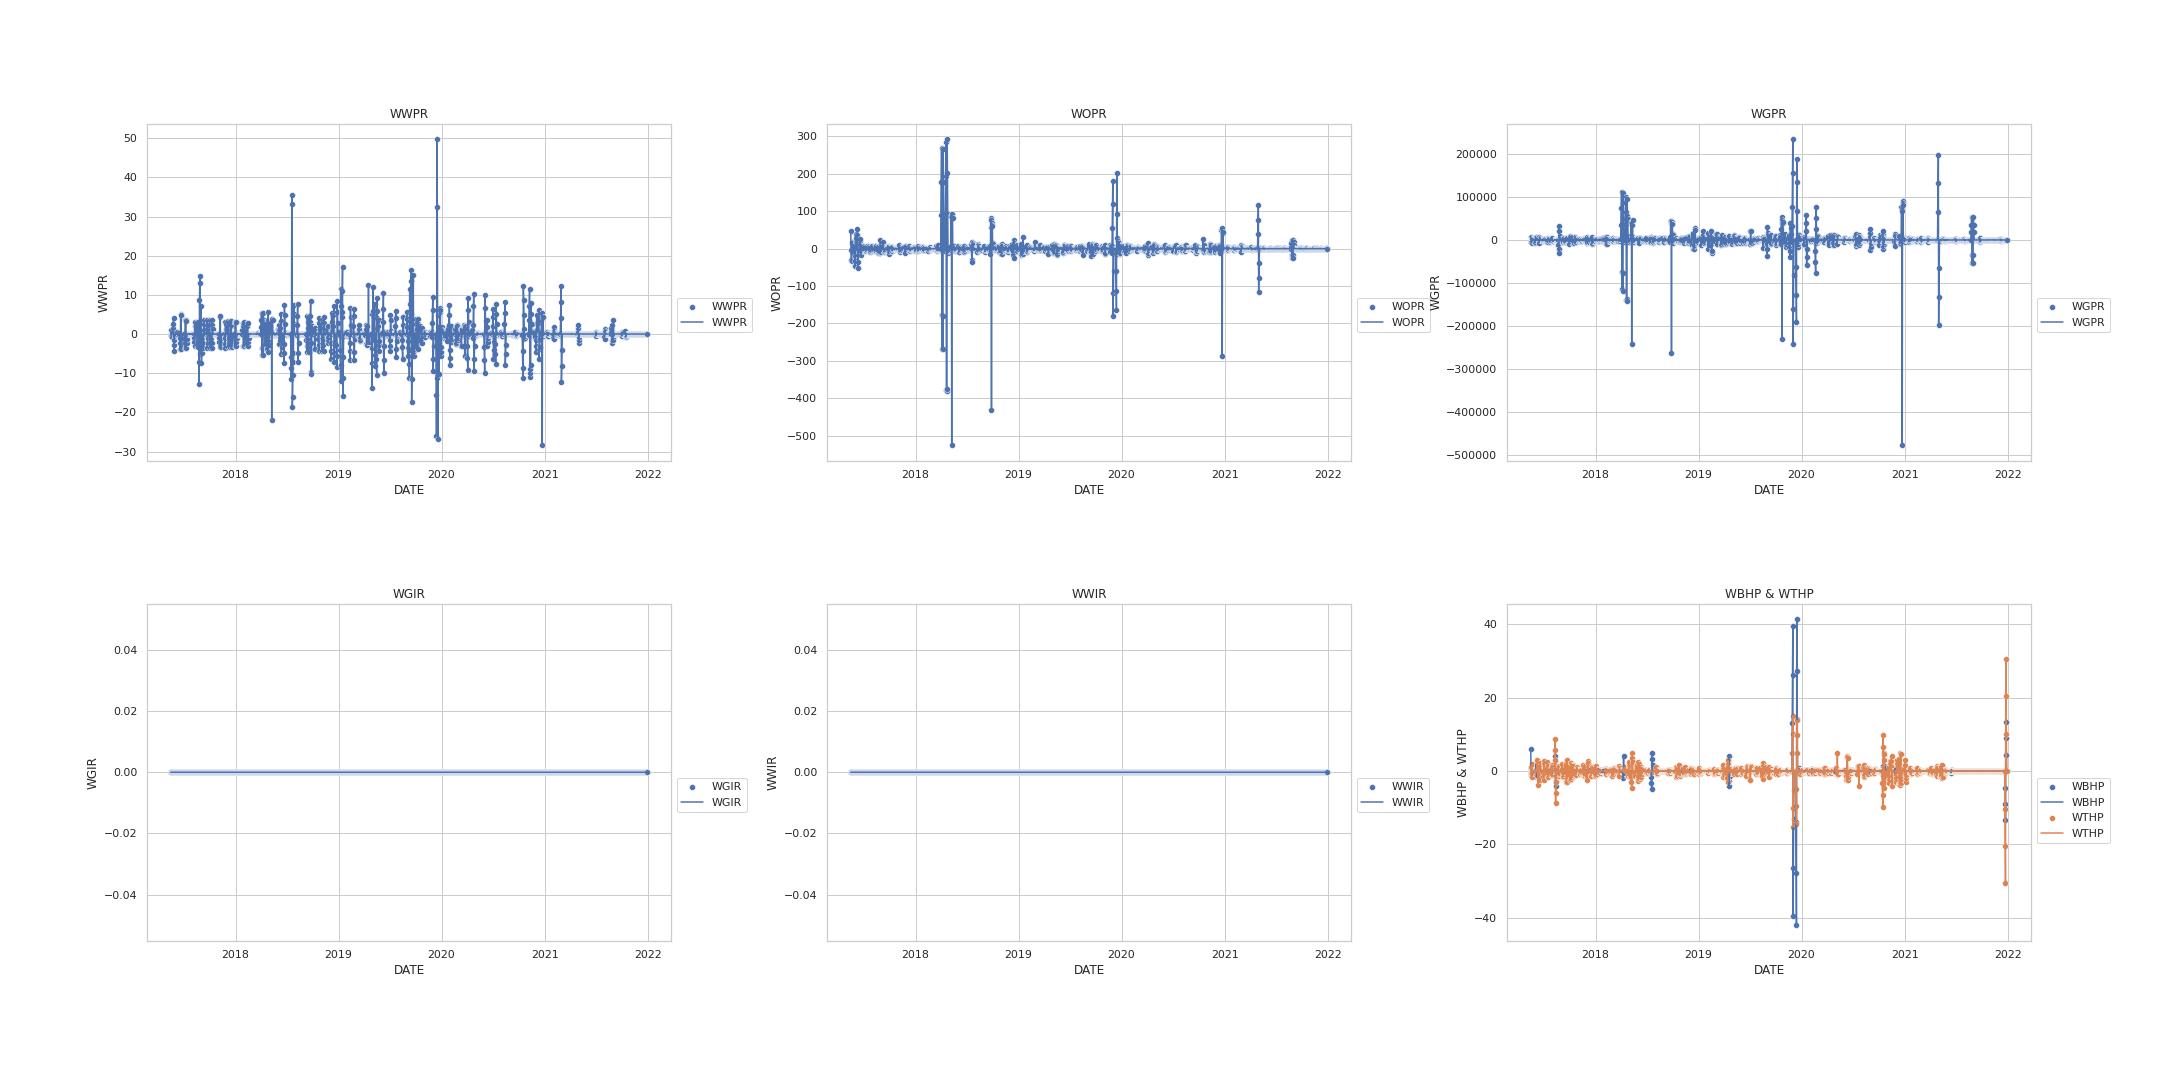 WWPR
50
40
30
20
10
0
−10
−20
−30
WWPR
2018 2019 2020 2021 2022
DATE
WWPR
WWPR
WOPR
300
200
100
0
−100
−200
−300
−400
−500
WOPR
2018 2019 2020 2021 2022
DATE
WOPR
WOPR
WGPR
200000
100000
0
−100000
−200000
−300000
−400000
−500000
WGPR
2018 2019 2020 2021 2022
DATE
WGPR
WGPR
WGIR
0.04
0.02
0.00
−0.02
−0.04
WGIR
2018 2019 2020 2021 2022
DATE
WGIR
WGIR
WWIR
0.04
0.02
0.00
−0.02
−0.04
WWIR
2018 2019 2020 2021 2022
DATE
WWIR
WWIR
WBHP & WTHP
40
20
0
−20
−40
WBHP & WTHP
2018 2019 2020 2021 2022
DATE
WBHP
WBHP
WTHP
WTHP